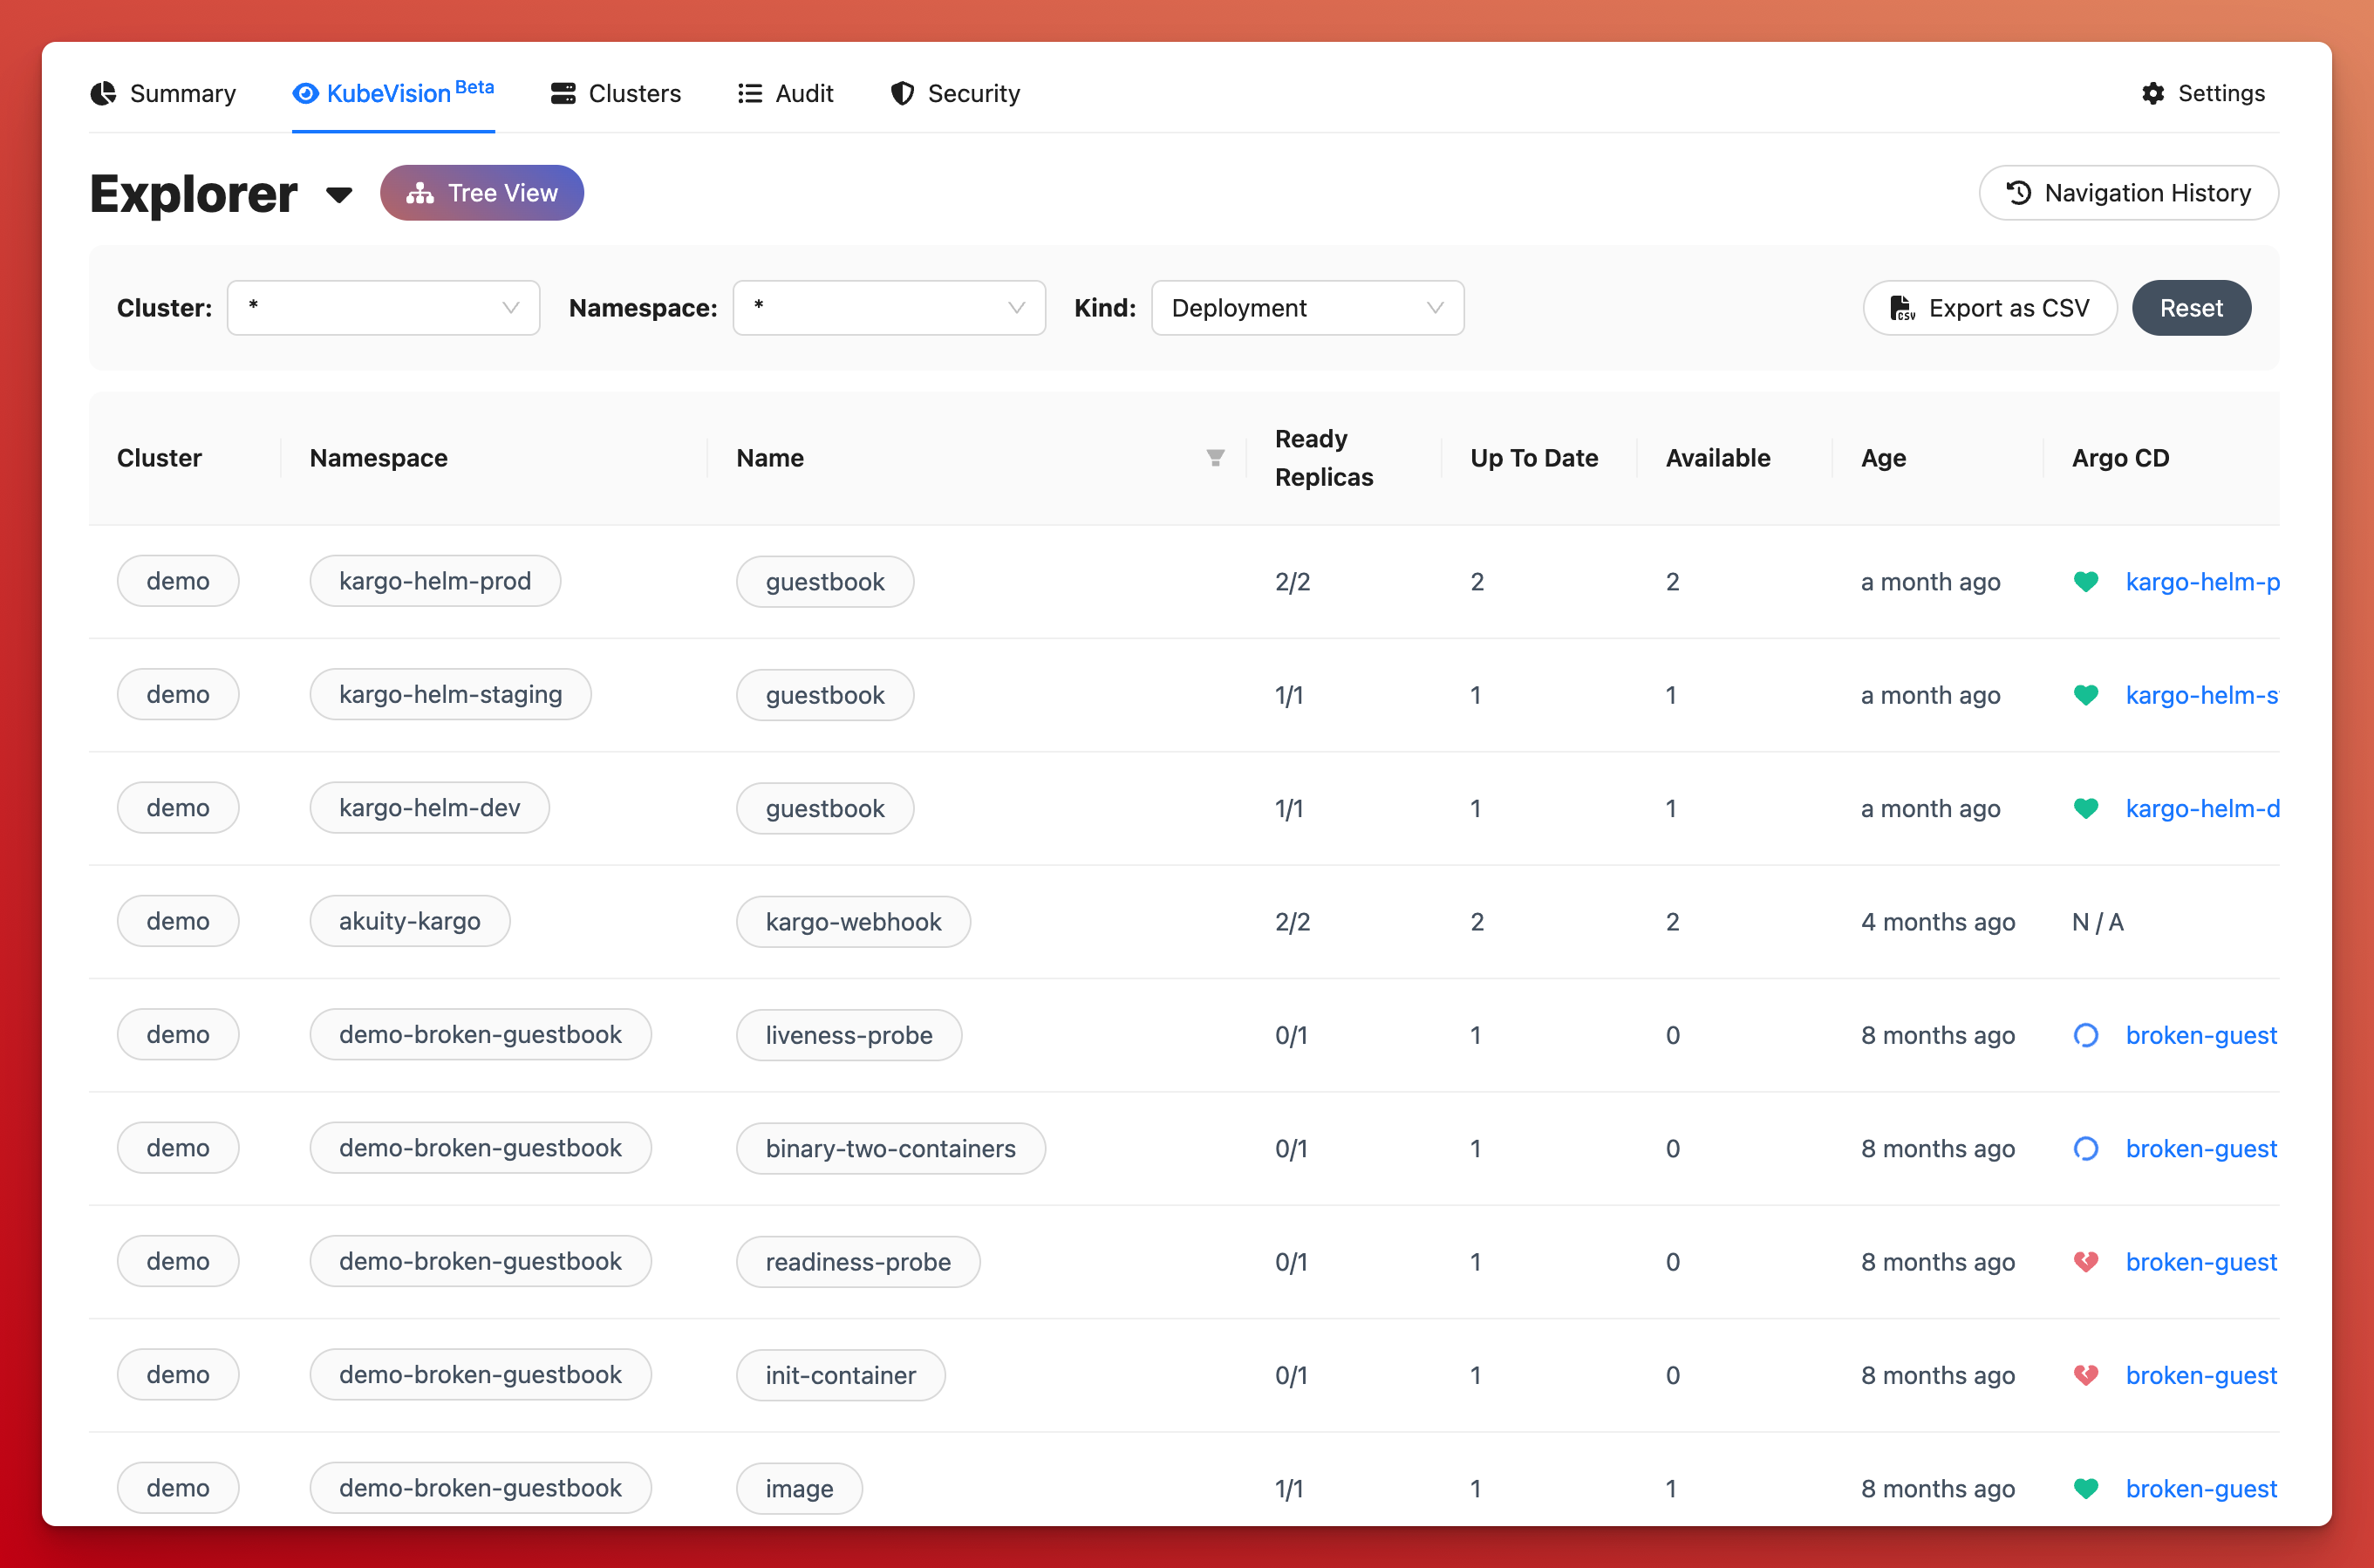 Summary KubeVision Beta Clusters Audit Security Settings
Explorer Tree View Navigation History
Cluster: * Namespace: * Kind: Deployment Export as CSV Reset
Cluster Namespace Name Ready Replicas Up To Date Available Age Argo CD
demo kargo-helm-prod guestbook 2/2 2 2 a month ago kargo-helm-p
demo kargo-helm-staging guestbook 1/1 1 1 a month ago kargo-helm-s
demo kargo-helm-dev guestbook 1/1 1 1 a month ago kargo-helm-d
demo akuity-kargo kargo-webhook 2/2 2 2 4 months ago N / A
demo demo-broken-guestbook liveness-probe 0/1 1 0 8 months ago broken-guest
demo demo-broken-guestbook binary-two-containers 0/1 1 0 8 months ago broken-guest
demo demo-broken-guestbook readiness-probe 0/1 1 0 8 months ago broken-guest
demo demo-broken-guestbook init-container 0/1 1 0 8 months ago broken-guest
demo demo-broken-guestbook image 1/1 1 1 8 months ago broken-guest